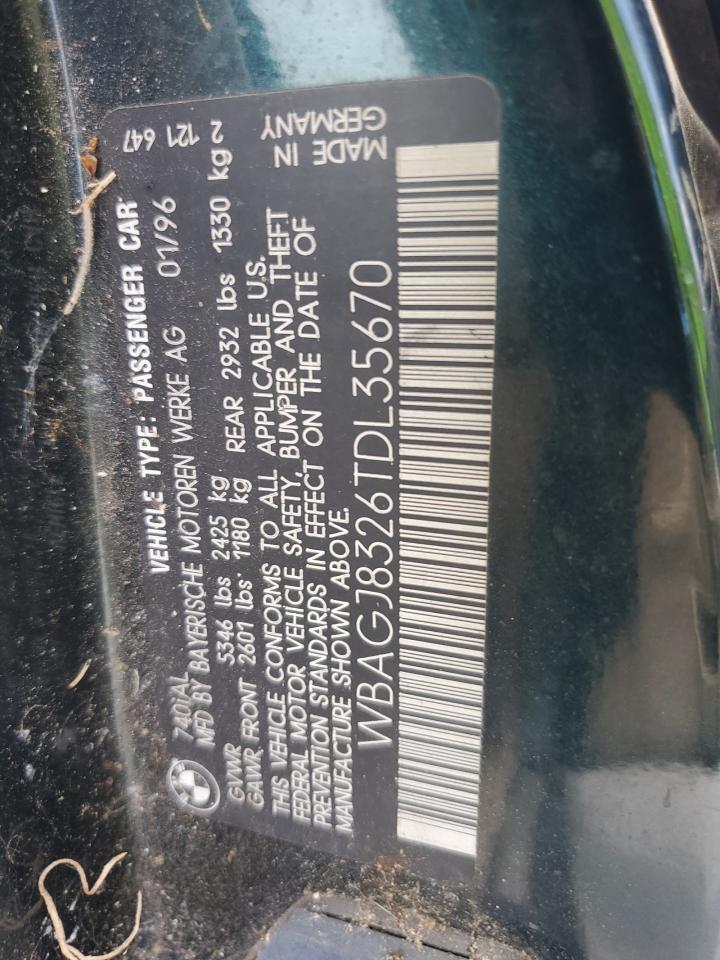 2 121 647
VEHICLE TYPE: PASSENGER CAR
740IAL
MFD BY BAYERISCHE MOTOREN WERKE AG 01/96
GVWR 5346 lbs 2425 kg
GAWR FRONT 2601 lbs 1180 kg REAR 2932 lbs 1330 kg
THIS VEHICLE CONFORMS TO ALL APPLICABLE U.S.
FEDERAL MOTOR VEHICLE SAFETY, BUMPER AND THEFT
PREVENTION STANDARDS IN EFFECT ON THE DATE OF
MANUFACTURE SHOWN ABOVE.
WBAGJ8326TDL35670
MADE IN
GERMANY
BMW